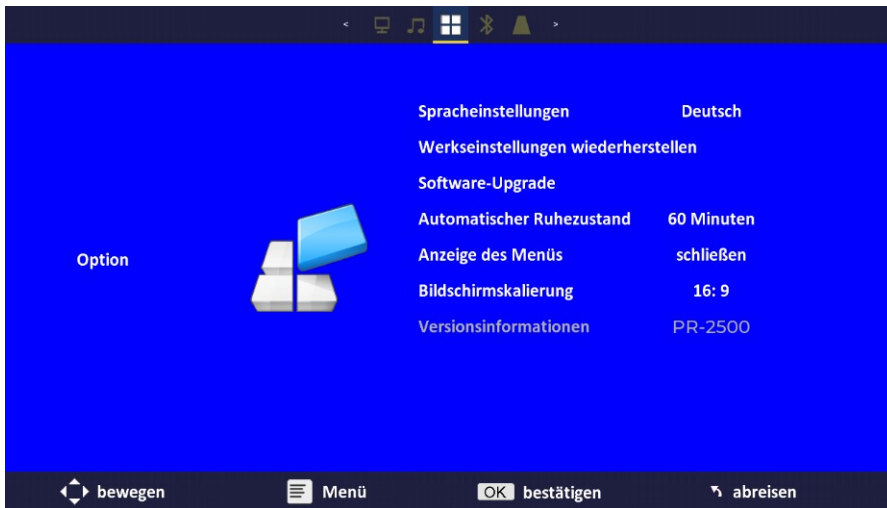 Spracheinstellungen Deutsch
Werkseinstellungen wiederherstellen
Software-Upgrade
Automatischer Ruhezustand 60 Minuten
Anzeige des Menüs schließen
Option
Bildschirmskalierung 16: 9
Versionsinformationen PR-2500
bewegen Menü OK bestätigen abreisen